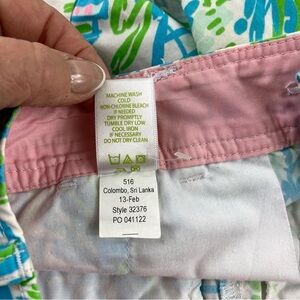 MACHINE WASH
COLD
NON-CHLORINE BLEACH
IF NEEDED
DRY PROMPTLY
TUMBLE DRY LOW
COOL IRON
IF NECESSARY
DO NOT DRY CLEAN
516
Colombo, Sri Lanka
13-Feb
Style 32376
PO 041122